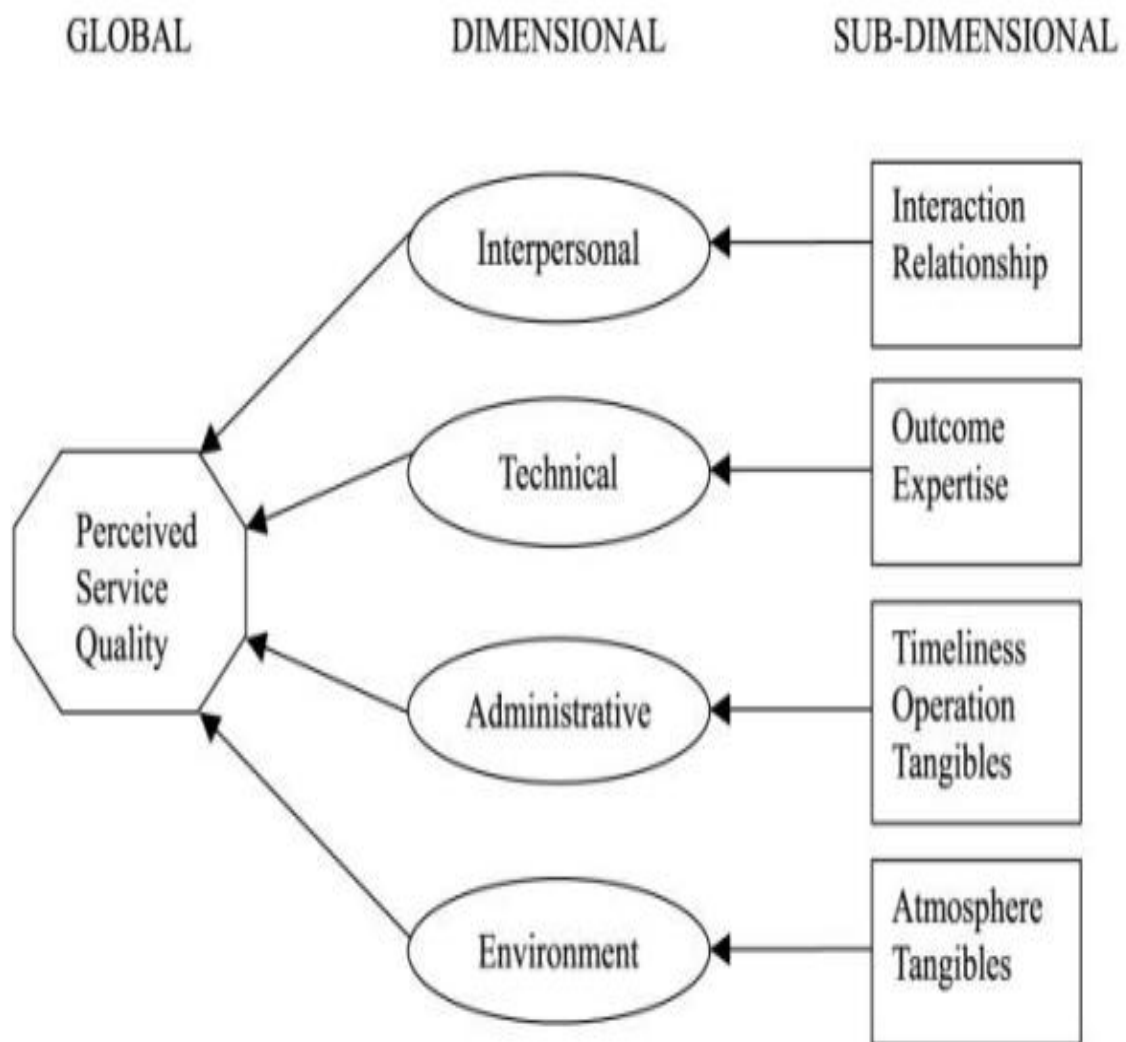 GLOBAL DIMENSIONAL SUB-DIMENSIONAL
Interpersonal
Interaction
Relationship
Technical
Outcome
Expertise
Perceived
Service
Quality
Administrative
Timeliness
Operation
Tangibles
Environment
Atmosphere
Tangibles